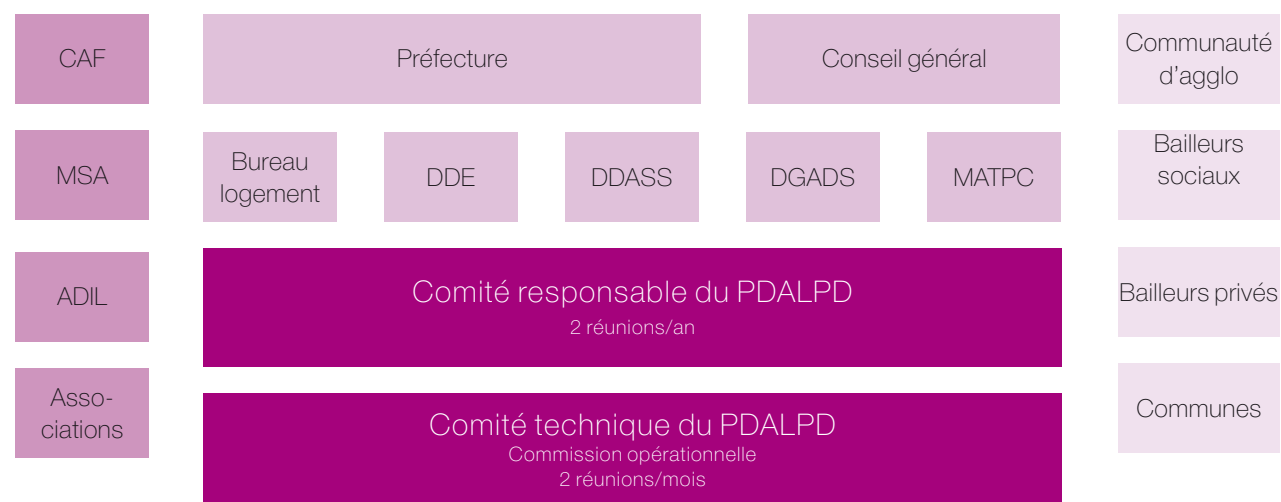 CAF
Préfecture
Conseil général
Communauté
d'agglo
MSA
Bureau
logement
DDE
DDASS
DGADS
MATPC
Bailleurs
sociaux
ADIL
Comité responsable du PDALPD
2 réunions/an
Bailleurs privés
Asso-
ciations
Comité technique du PDALPD
Commission opérationnelle
2 réunions/mois
Communes